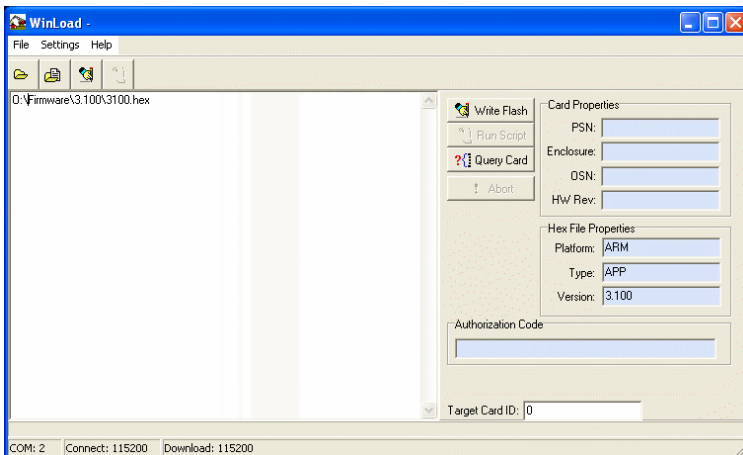 WinLoad -
File Settings Help
O:\Firmware\3.100\3100.hex
Write Flash
Run Script
?{ Query Card
! Abort
Card Properties
PSN:
Enclosure:
OSN:
HW Rev:
Hex File Properties
Platform: ARM
Type: APP
Version: 3.100
Authorization Code
Target Card ID: 0
COM: 2 Connect: 115200 Download: 115200